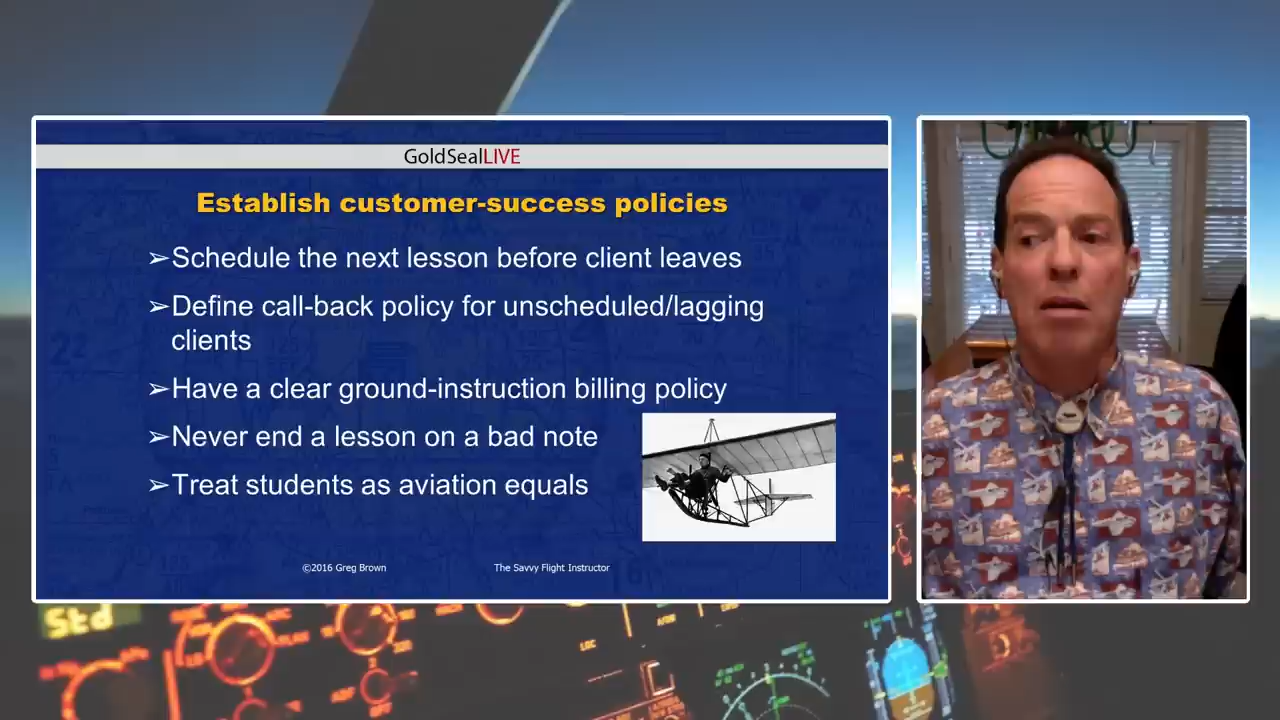 GoldSealLIVE
Establish customer-success policies
➢Schedule the next lesson before client leaves
➢Define call-back policy for unscheduled/lagging
clients
➢Have a clear ground-instruction billing policy
➢Never end a lesson on a bad note
➢Treat students as aviation equals
©2016 Greg Brown
The Savvy Flight Instructor
Std